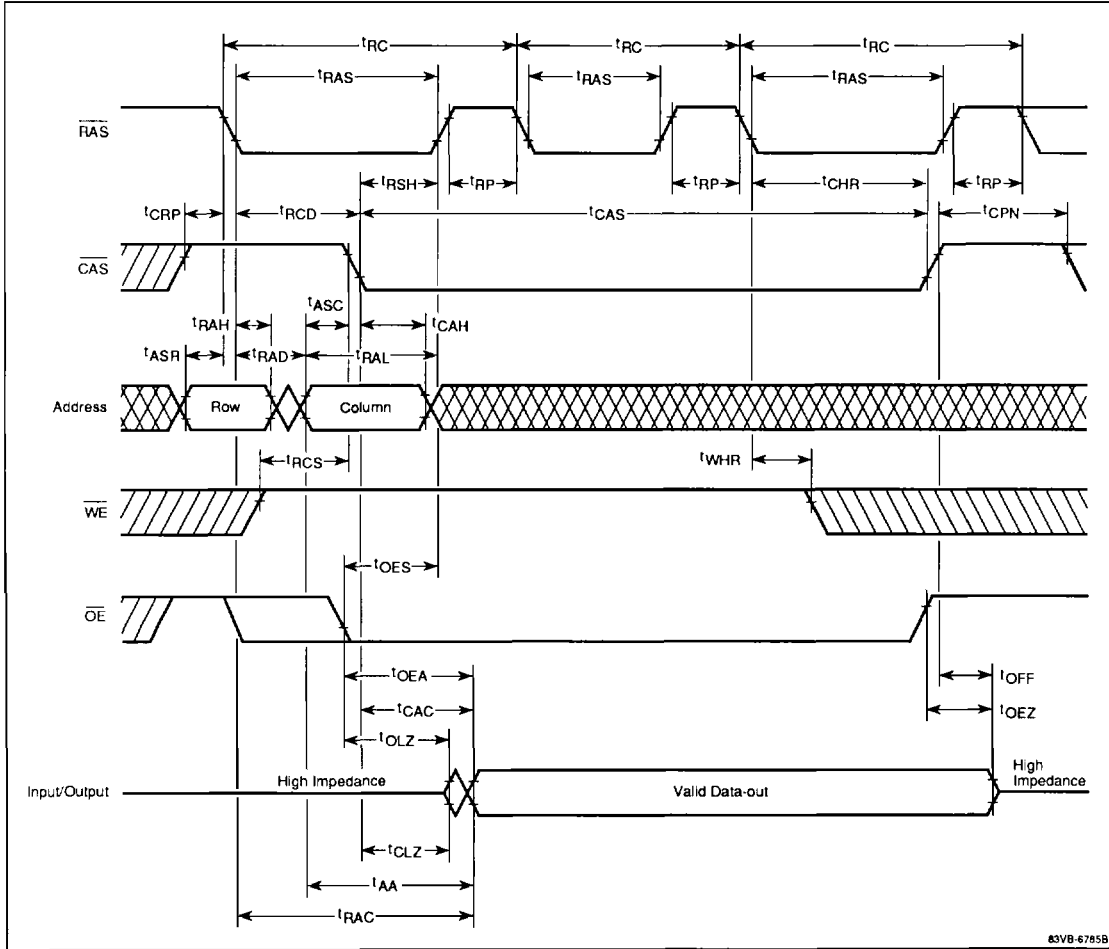 tRC tRC tRC
tRAS tRAS tRAS
RAS
tRSH tRP tRP tCHR tRP
tCRP tRCD tCAS tCPN
CAS
tASC
tRAH tCAH
tASR tRAD tRAL
Address Row Column
tRCS tWHR
WE
tOES
OE
tOEA tOFF
tCAC
tOEZ
tOLZ
High Impedance High
Impedance
Input/Output Valid Data-out
tCLZ
tAA
tRAC
83VB-6785B